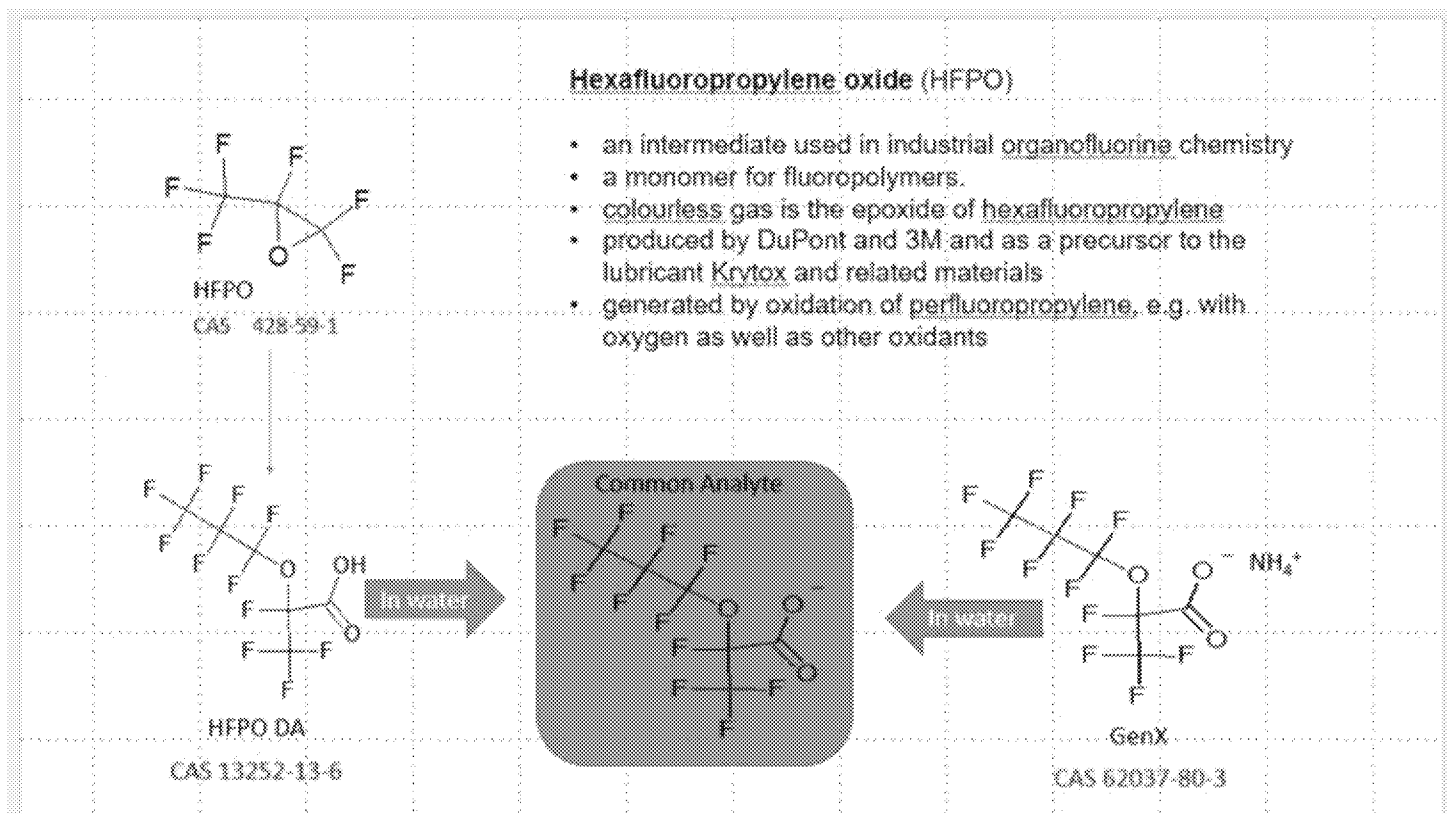 Hexafluoropropylene oxide (HFPO)
• an intermediate used in industrial organofluorine chemistry
• a monomer for fluoropolymers.
• colourless gas is the epoxide of hexafluoropropylene
• produced by DuPont and 3M and as a precursor to the
lubricant Krytox and related materials
• generated by oxidation of perfluoropropylene, e.g. with
oxygen as well as other oxidants
F
F
F
F
F
O
F
HFPO
CAS 428-59-1
F
F
F
F
F
F
F
O
OH
F
O
F
F
F
HFPO DA
CAS 13252-13-6
In water
Common Analyte
F
F
F
F
F
F
F
O
O⁻
F
O
F
F
F
In water
F
F
F
F
F
F
F
O
O⁻
NH₄⁺
F
O
F
F
F
GenX
CAS 62037-80-3